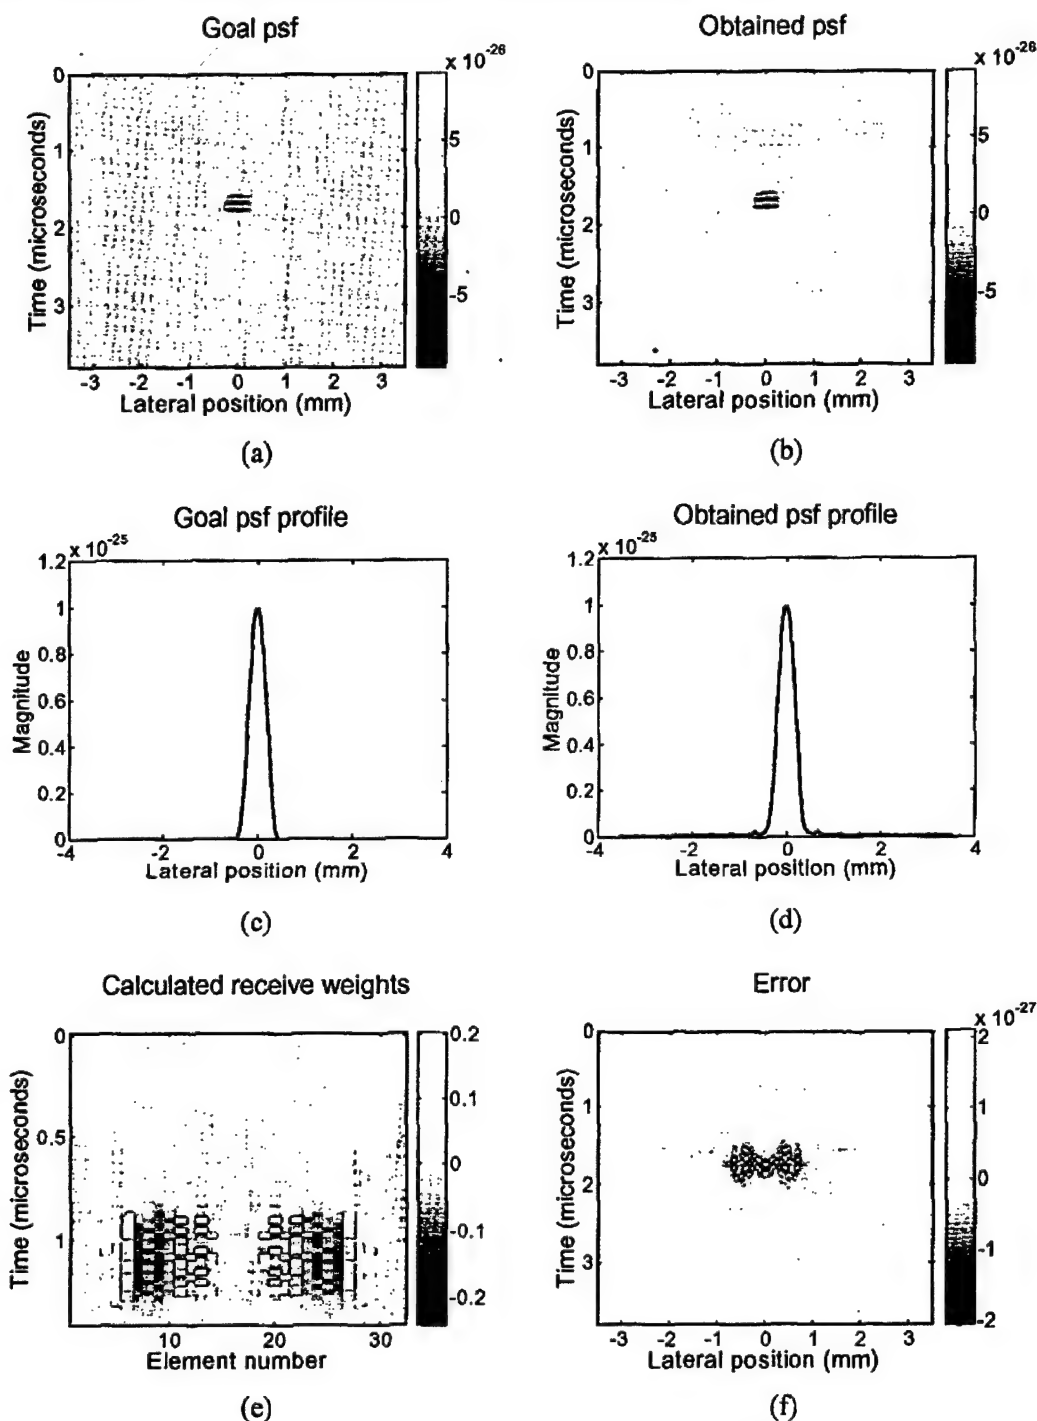 Goal psf
Obtained psf
x 10-26
x 10-26
0
1
2
3
Time (microseconds)
-3 -2 -1 0 1 2 3
Lateral position (mm)
5
0
-5
0
1
2
3
Time (microseconds)
-3 -2 -1 0 1 2 3
Lateral position (mm)
5
0
-5
(a)
(b)
Goal psf profile
Obtained psf profile
x 10-25
1.2
1
0.8
0.6
0.4
0.2
0
Magnitude
-4 -2 0 2 4
Lateral position (mm)
x 10-25
1.2
1
0.8
0.6
0.4
0.2
0
Magnitude
-4 -2 0 2 4
Lateral position (mm)
(c)
(d)
Calculated receive weights
Error
0
0.5
1
Time (microseconds)
10 20 30
Element number
0.2
0.1
0
-0.1
-0.2
x 10-27
0
1
2
3
Time (microseconds)
-3 -2 -1 0 1 2 3
Lateral position (mm)
2
1
0
-1
-2
(e)
(f)